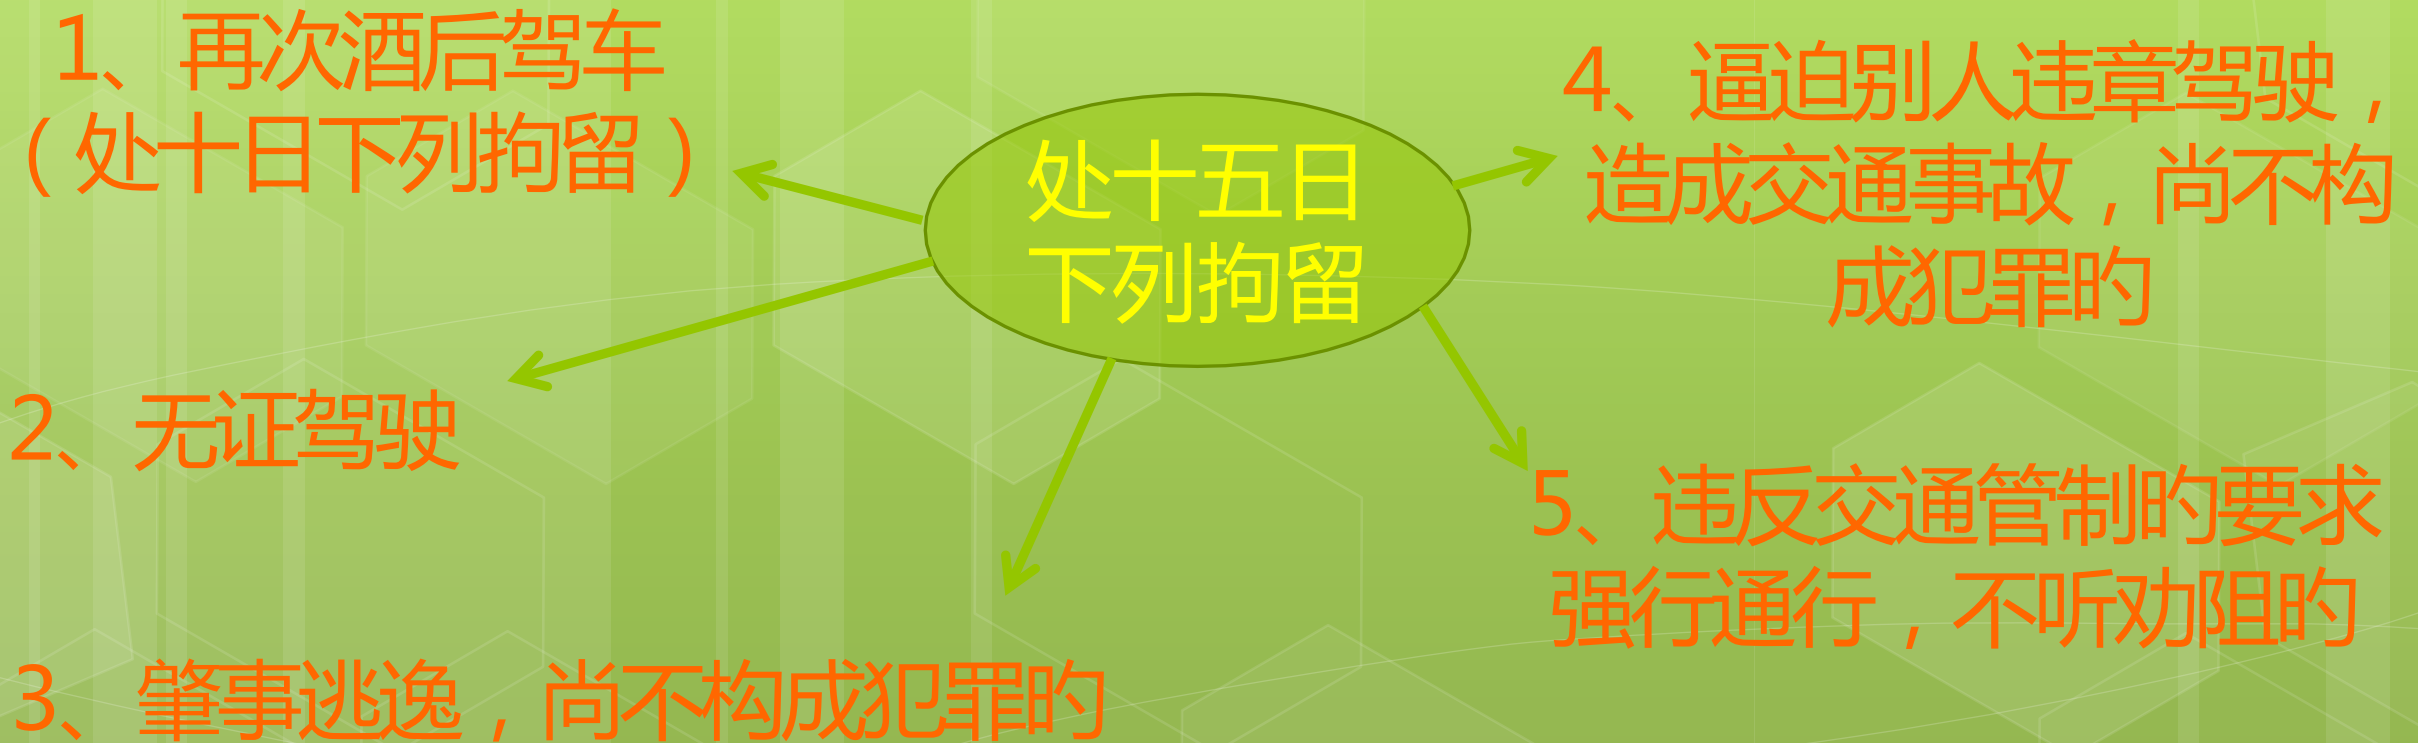 1、再次酒后驾车
（处十日下列拘留）
处十五日
下列拘留
2、无证驾驶
3、肇事逃逸，尚不构成犯罪旳
4、逼迫别人违章驾驶，
造成交通事故，尚不构
成犯罪旳
5、违反交通管制旳要求
强行通行，不听劝阻旳